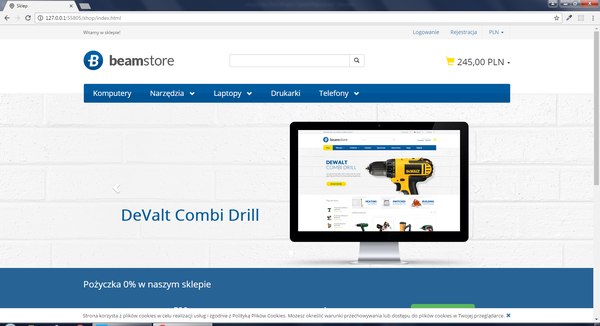 Sklep
127.0.0.1:55805/shop/index.html
Witamy w sklepie!
Logowanie
Rejestracja
PLN
beamstore
245,00 PLN
Komputery
Narzędzia
Laptopy
Drukarki
Telefony
beamstore
DEWALT
COMBI DRILL
DeValt Combi Drill
Pożyczka 0% w naszym sklepie
Strona korzysta z plików cookies w celu realizacji usług i zgodnie z Polityką Plików Cookies. Możesz określić warunki przechowywania lub dostępu do plików cookies w Twojej przeglądarce.